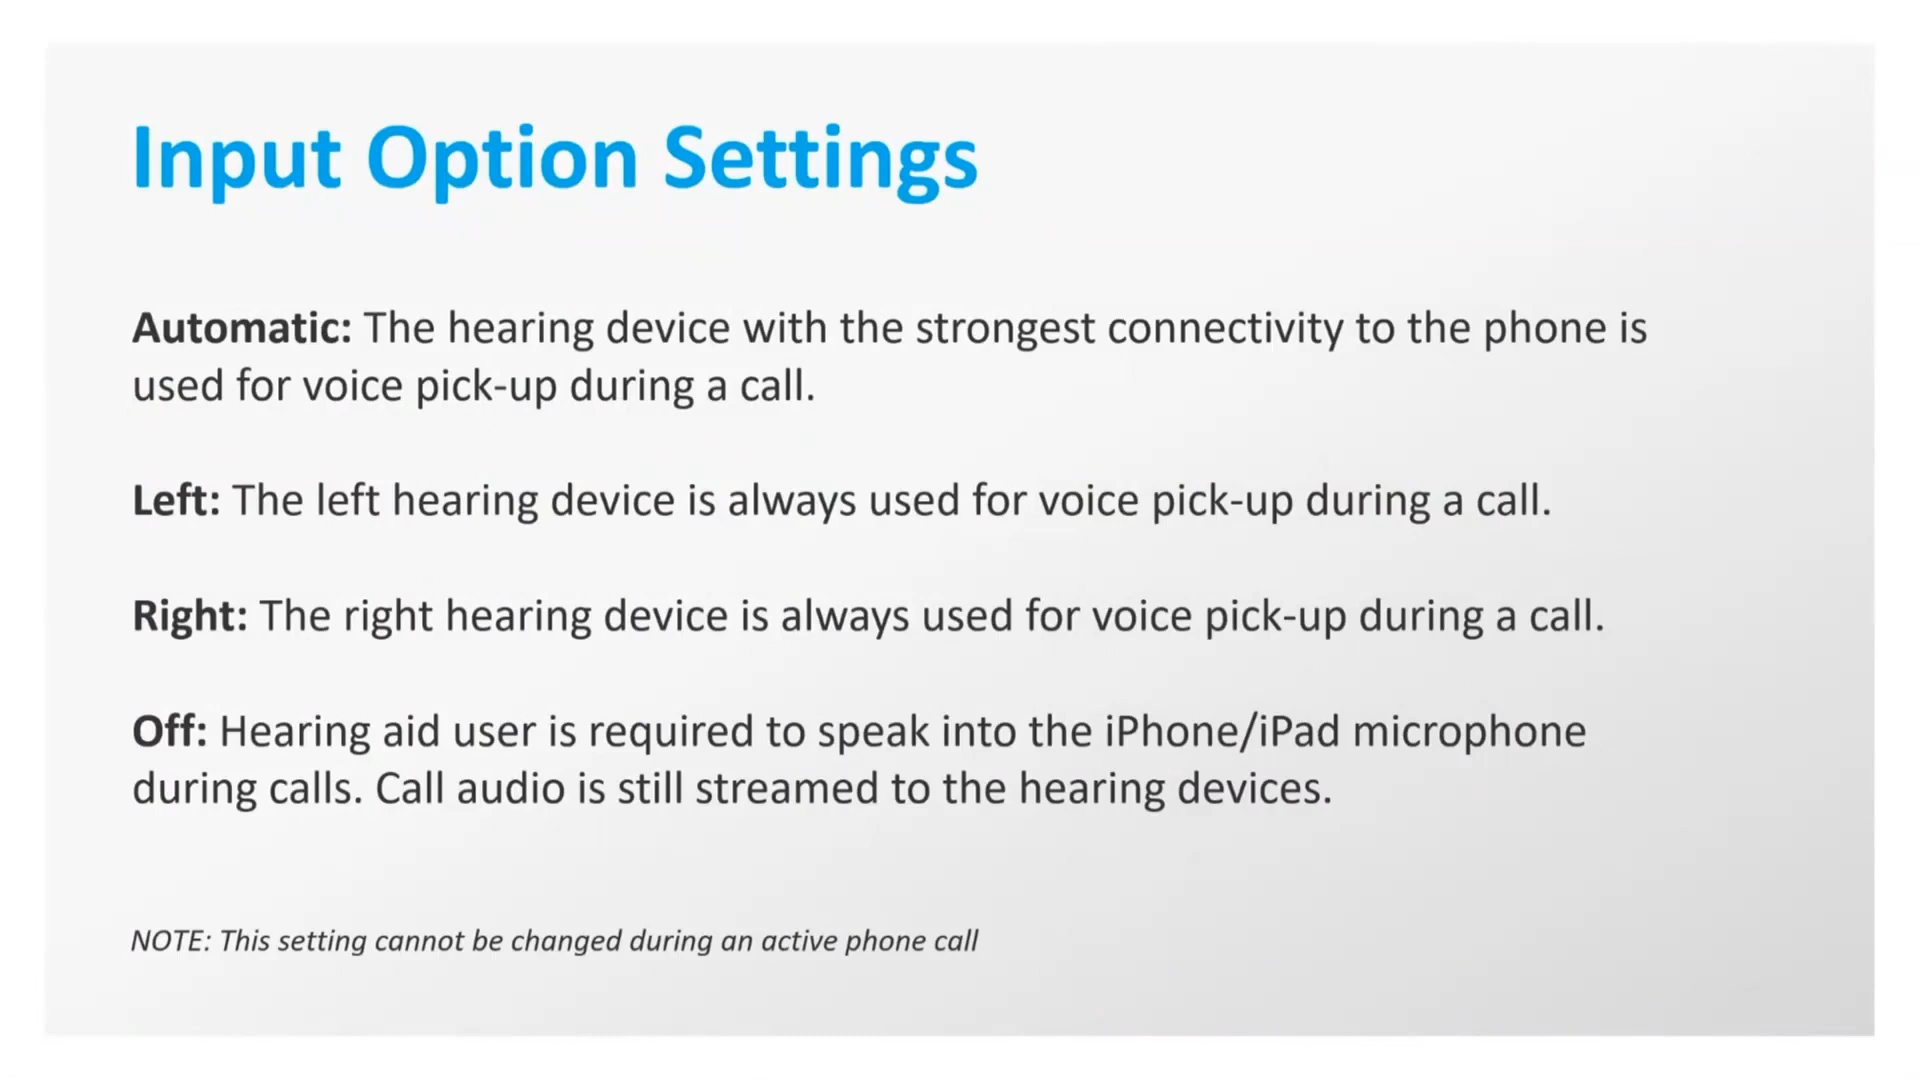 Input Option Settings
Automatic: The hearing device with the strongest connectivity to the phone is
used for voice pick-up during a call.
Left: The left hearing device is always used for voice pick-up during a call.
Right: The right hearing device is always used for voice pick-up during a call.
Off: Hearing aid user is required to speak into the iPhone/iPad microphone
during calls. Call audio is still streamed to the hearing devices.
NOTE: This setting cannot be changed during an active phone call